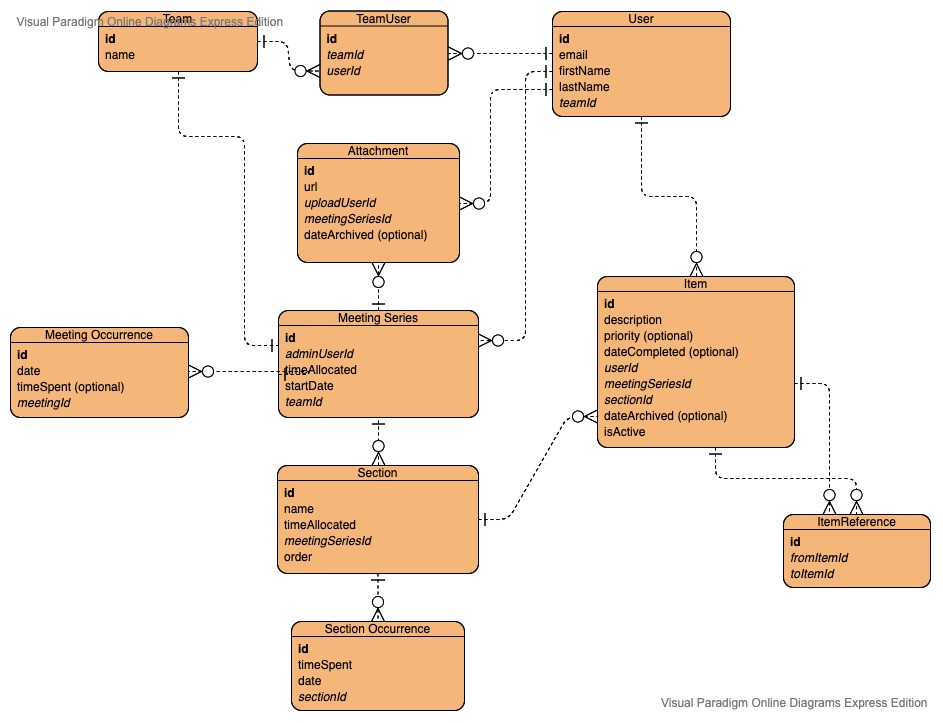 Visual Paradigm Online Diagrams Express Edition
Team
id
name
TeamUser
id
teamId
userId
User
id
email
firstName
lastName
teamId
Attachment
id
url
uploadUserId
meetingSeriesId
dateArchived (optional)
Meeting Occurrence
id
date
timeSpent (optional)
meetingId
Meeting Series
id
adminUserId
timeAllocated
startDate
teamId
Item
id
description
priority (optional)
dateCompleted (optional)
userId
meetingSeriesId
sectionId
dateArchived (optional)
isActive
Section
id
name
timeAllocated
meetingSeriesId
order
ItemReference
id
fromItemId
toItemId
Section Occurrence
id
timeSpent
date
sectionId
Visual Paradigm Online Diagrams Express Edition